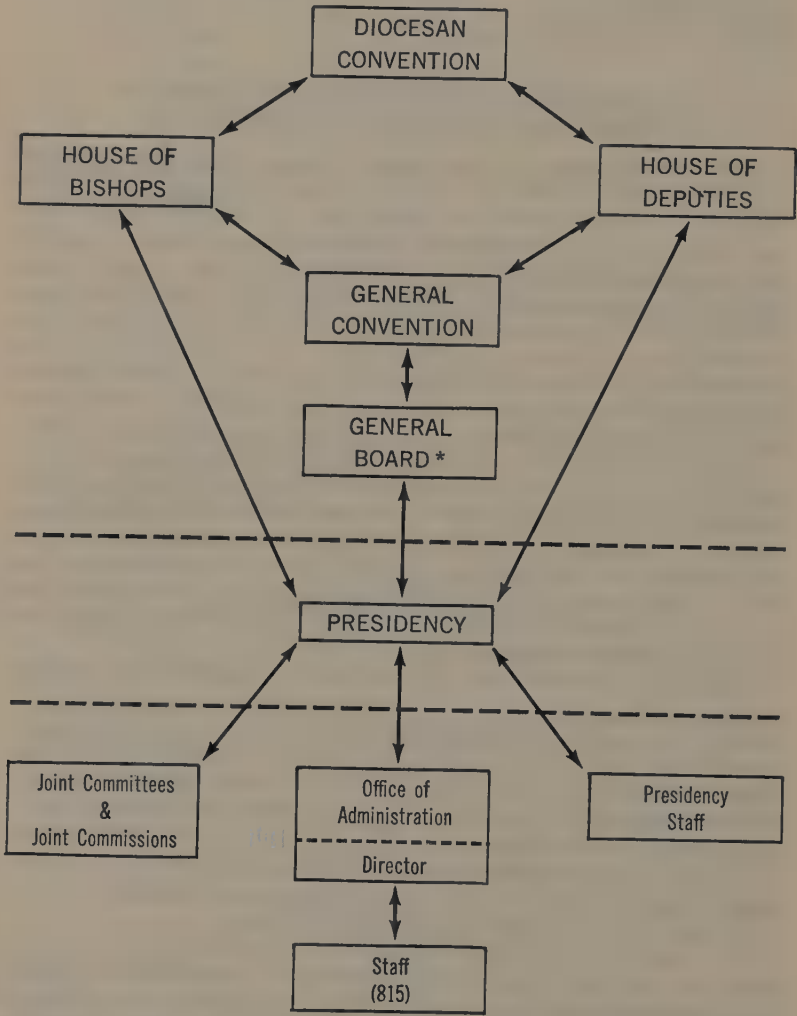 DIOCESAN
CONVENTION
HOUSE OF
BISHOPS
HOUSE OF
DEPUTIES
GENERAL
CONVENTION
GENERAL
BOARD *
PRESIDENCY
Joint Committees
&
Joint Commissions
Office of
Administration
Director
Presidency
Staff
Staff
(815)